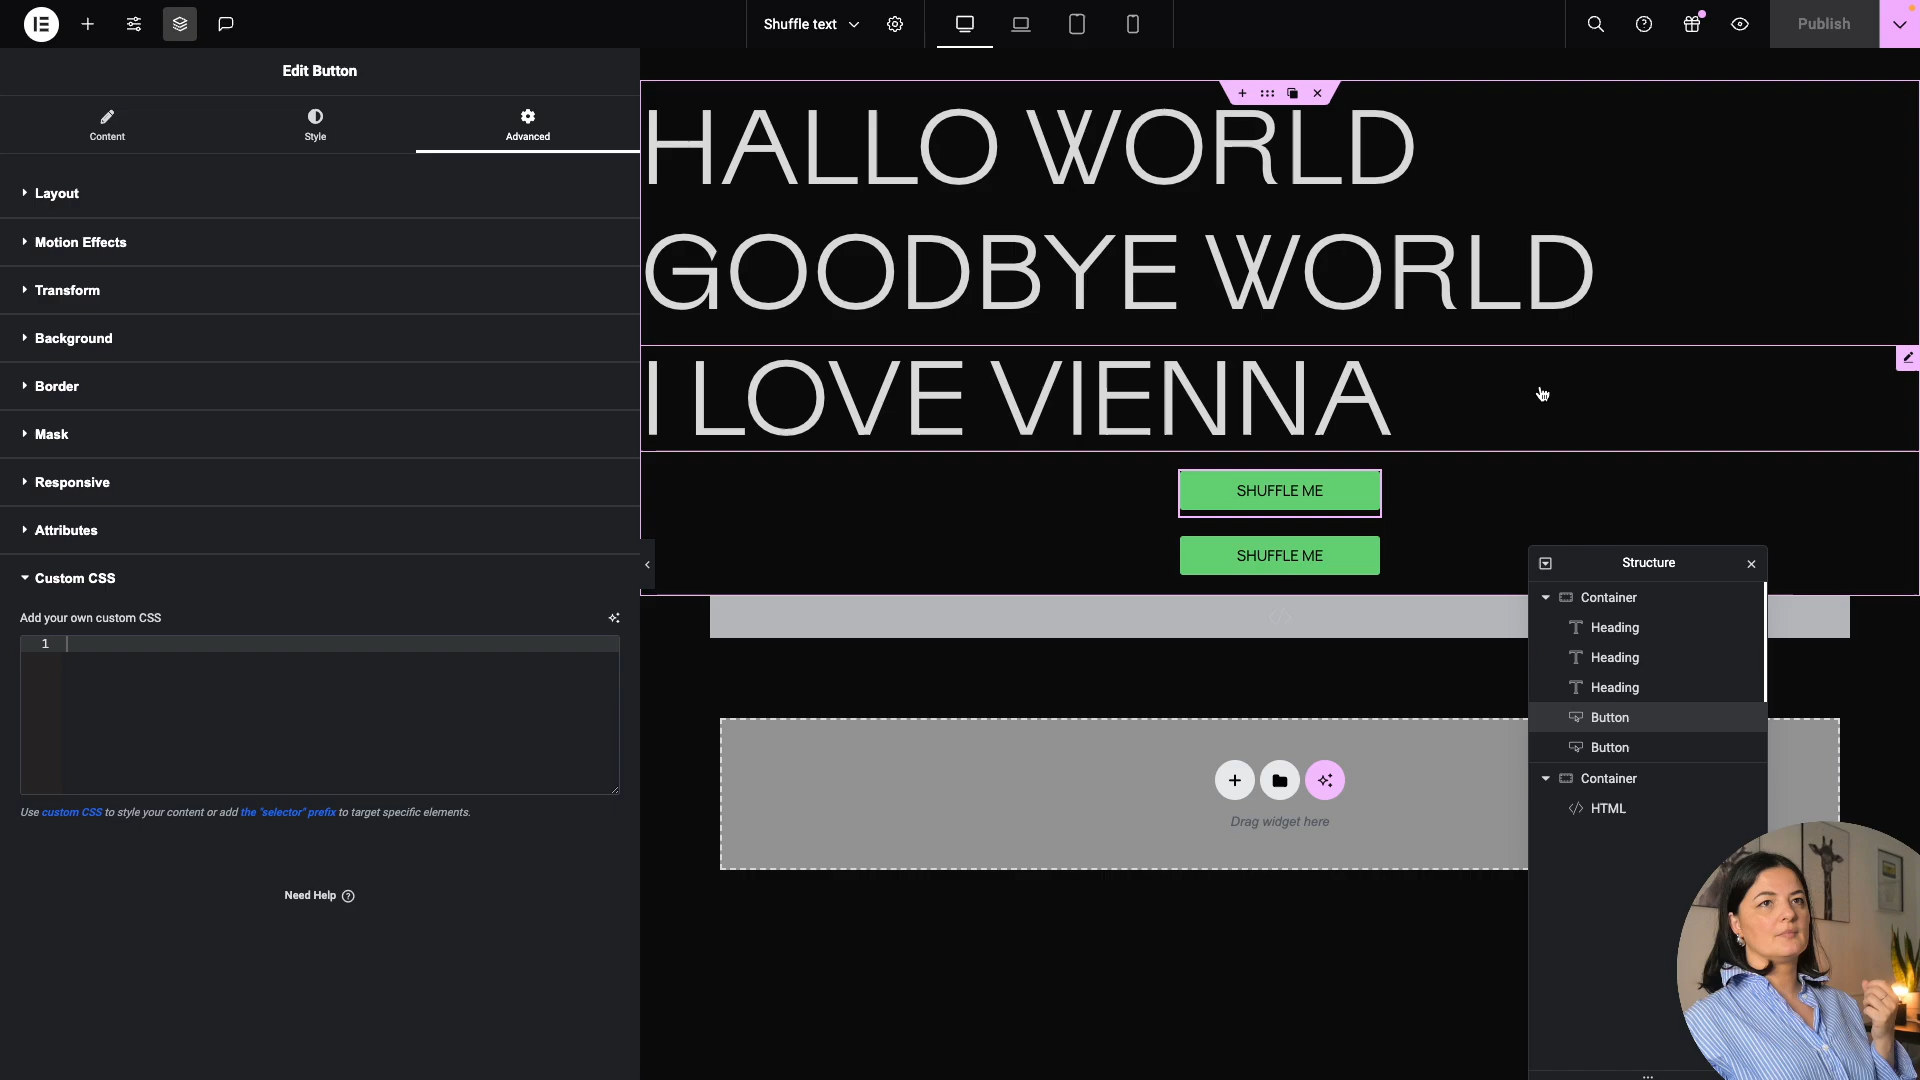 Shuffle text
Publish
Edit Button
Content
Style
Advanced
Layout
Motion Effects
Transform
Background
Border
Mask
Responsive
Attributes
Custom CSS
Add your own custom CSS
1
Use custom CSS to style your content or add the "selector" prefix to target specific elements.
Need Help
HALLO WORLD
GOODBYE WORLD
I LOVE VIENNA
SHUFFLE ME
SHUFFLE ME
Drag widget here
Structure
Container
Heading
Heading
Heading
Button
Button
Container
HTML